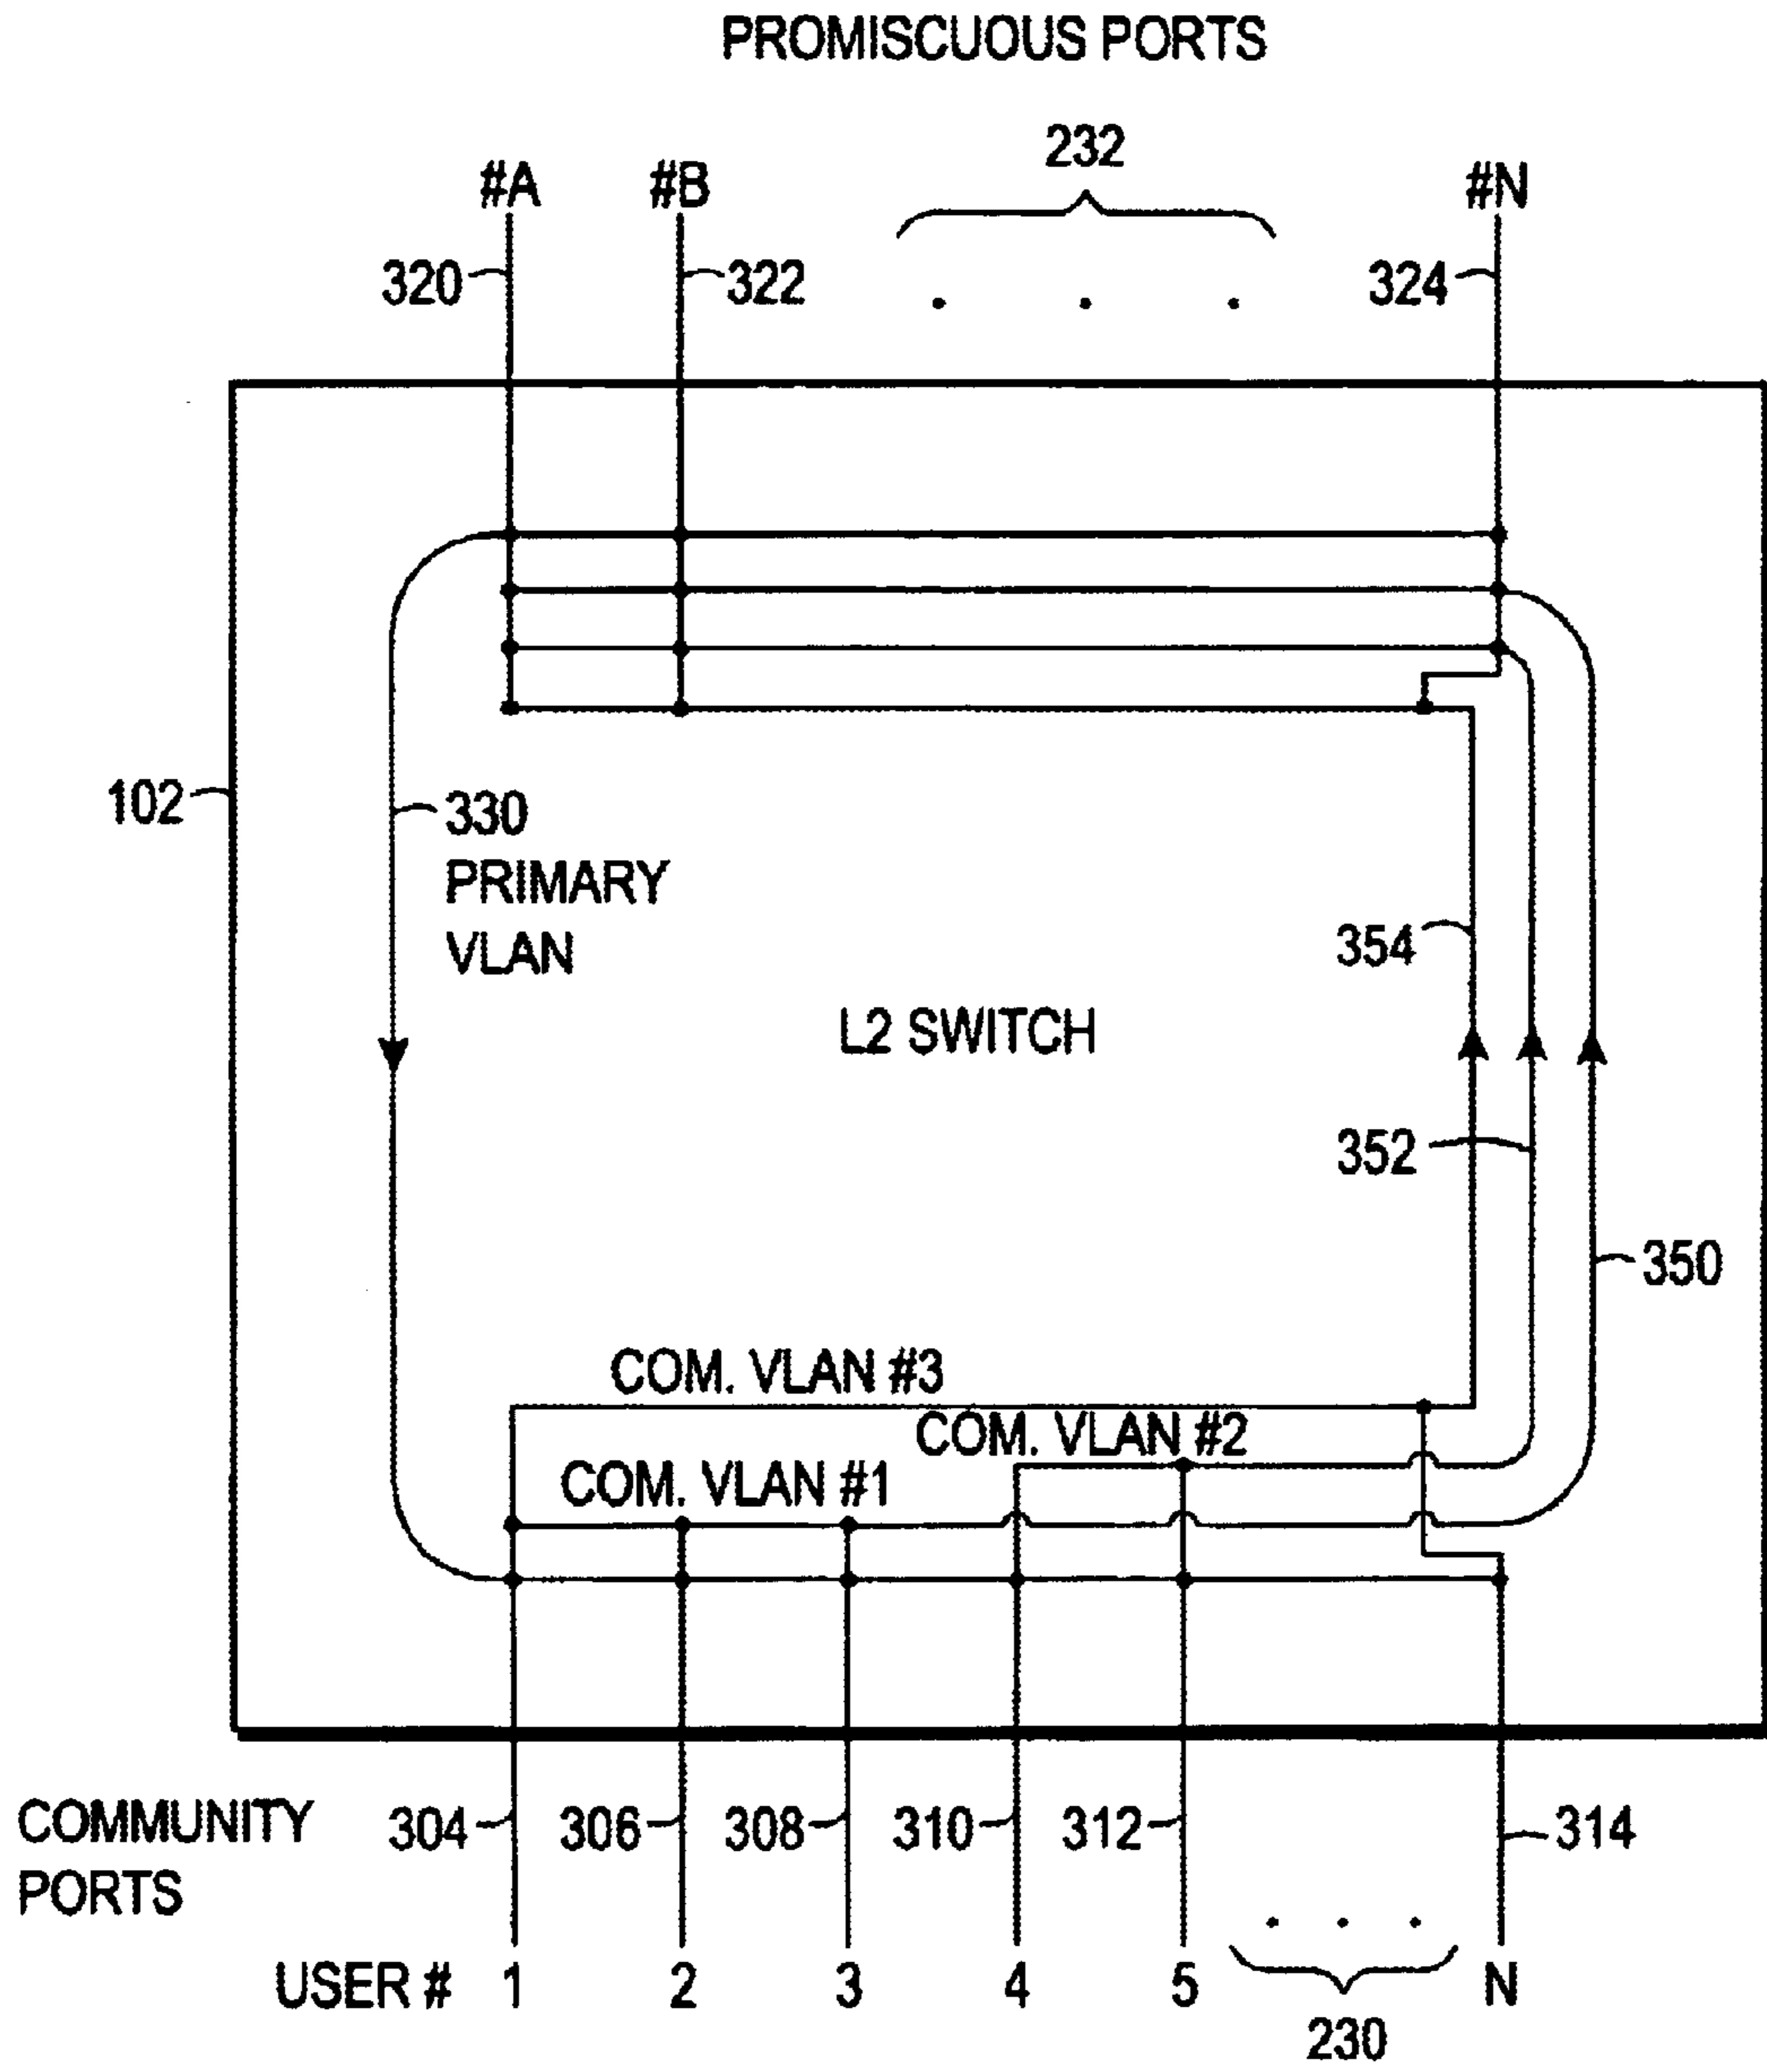 PROMISCUOUS PORTS
232
#A #B #N
320 322 324
102
330
PRIMARY
VLAN
354
L2 SWITCH
352
350
COM. VLAN #3
COM. VLAN #2
COM. VLAN #1
COMMUNITY
PORTS
304 306 308 310 312 314
USER # 1 2 3 4 5 N
230